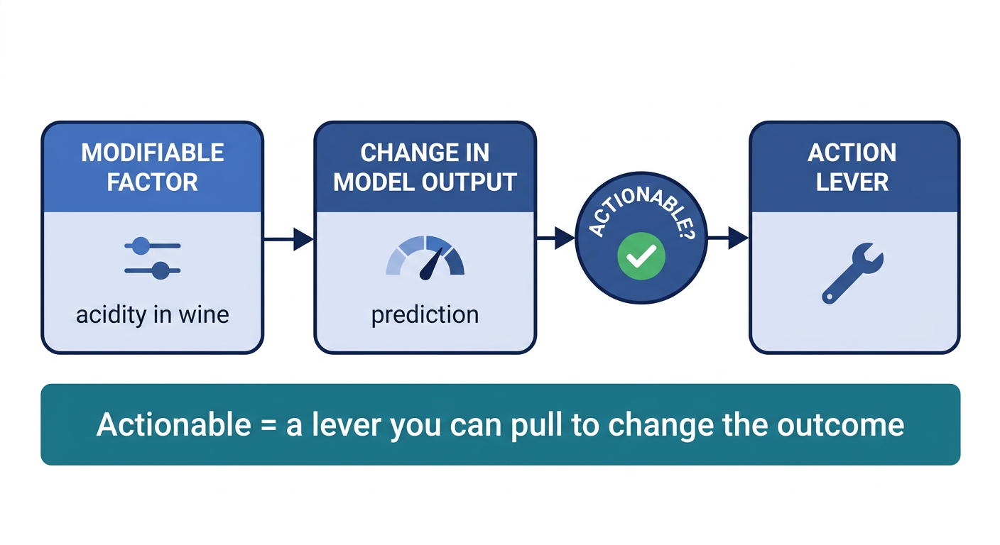 MODIFIABLE
FACTOR
acidity in wine
CHANGE IN
MODEL OUTPUT
prediction
ACTIONABLE?
ACTION
LEVER
Actionable = a lever you can pull to change the outcome